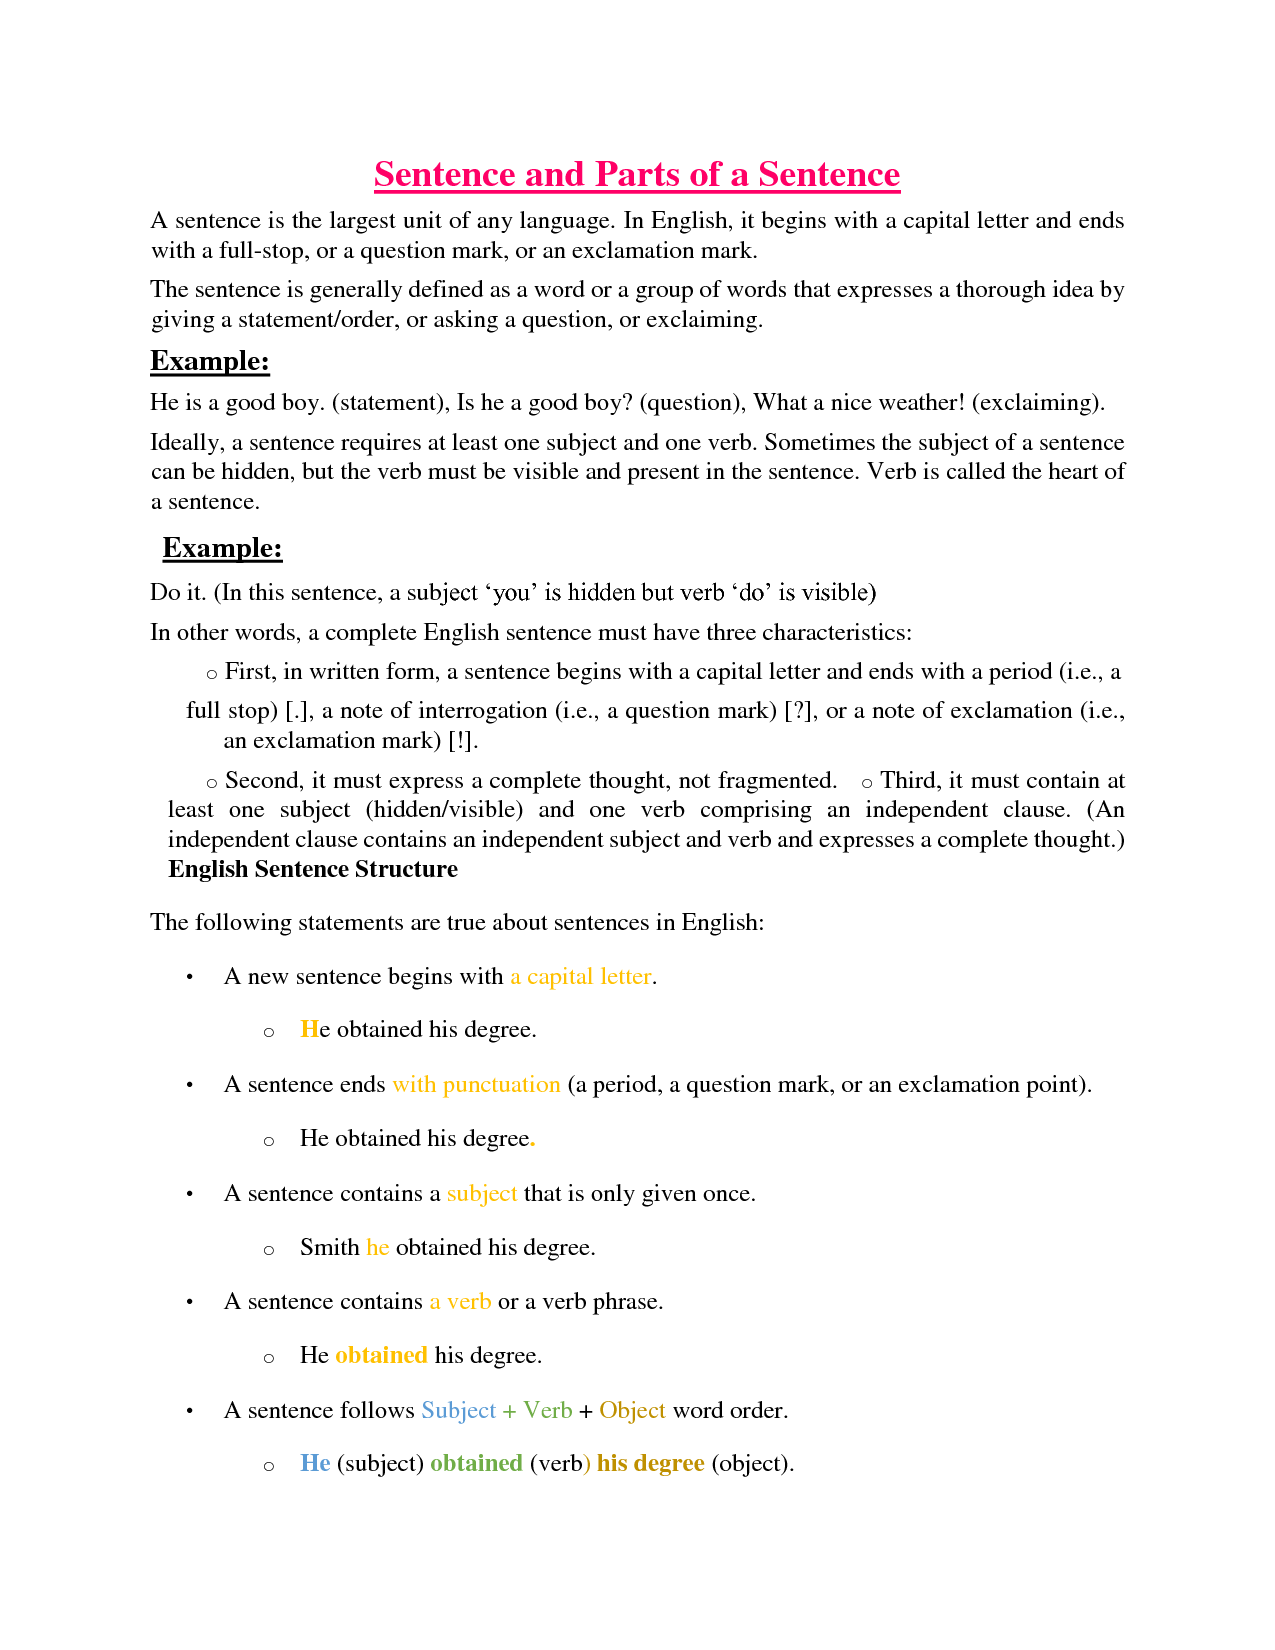 Sentence and Parts of a Sentence
A sentence is the largest unit of any language. In English, it begins with a capital letter and ends
with a full-stop, or a question mark, or an exclamation mark.
The sentence is generally defined as a word or a group of words that expresses a thorough idea by
giving a statement/order, or asking a question, or exclaiming.
Example:
He is a good boy. (statement), Is he a good boy? (question), What a nice weather! (exclaiming).
Ideally, a sentence requires at least one subject and one verb. Sometimes the subject of a sentence
can be hidden, but the verb must be visible and present in the sentence. Verb is called the heart of
a sentence.
Example:
Do it. (In this sentence, a subject ‘you’ is hidden but verb ‘do’ is visible)
In other words, a complete English sentence must have three characteristics:
o First, in written form, a sentence begins with a capital letter and ends with a period (i.e., a
full stop) [.], a note of interrogation (i.e., a question mark) [?], or a note of exclamation (i.e.,
an exclamation mark) [!].
o Second, it must express a complete thought, not fragmented. o Third, it must contain at
least one subject (hidden/visible) and one verb comprising an independent clause. (An
independent clause contains an independent subject and verb and expresses a complete thought.)
English Sentence Structure
The following statements are true about sentences in English:
• A new sentence begins with a capital letter.
o He obtained his degree.
• A sentence ends with punctuation (a period, a question mark, or an exclamation point).
o He obtained his degree.
• A sentence contains a subject that is only given once.
o Smith he obtained his degree.
• A sentence contains a verb or a verb phrase.
o He obtained his degree.
• A sentence follows Subject + Verb + Object word order.
o He (subject) obtained (verb) his degree (object).